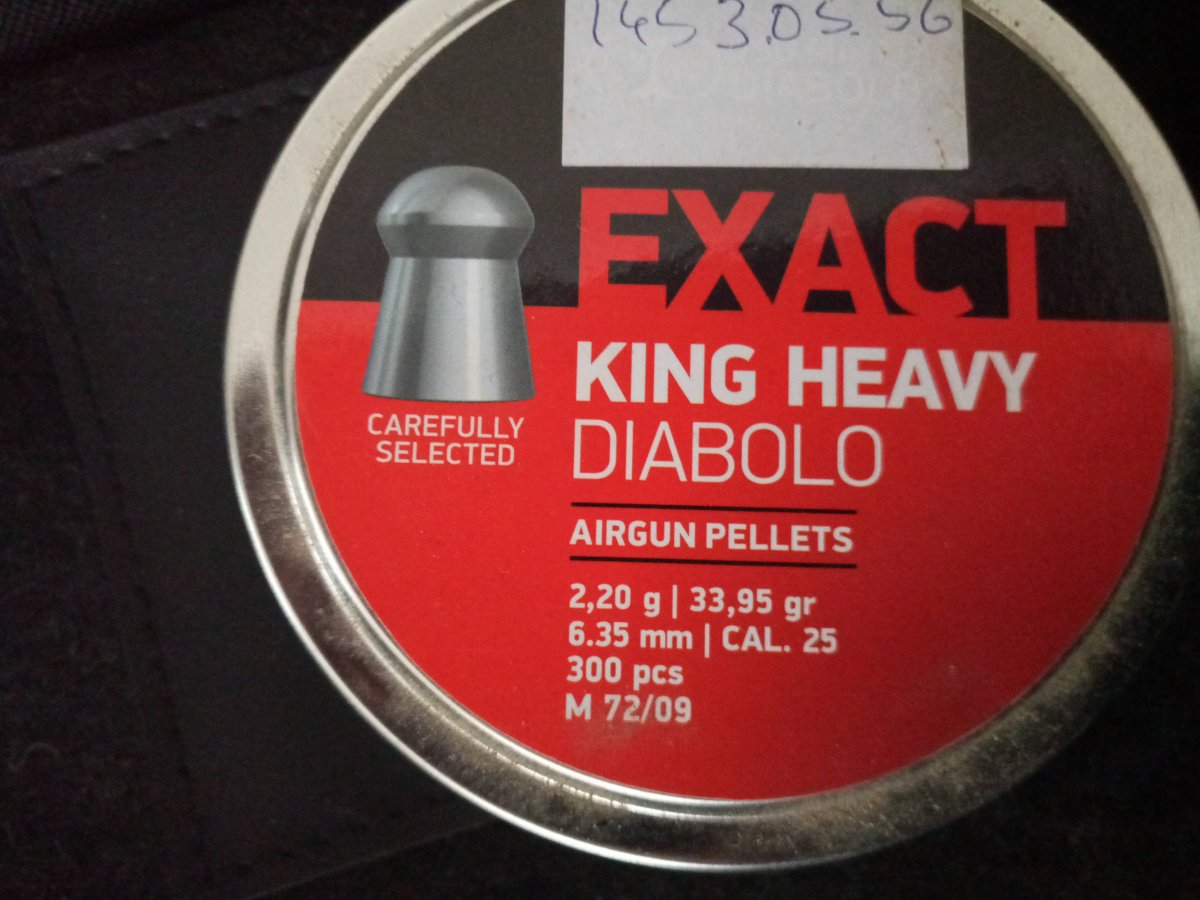 1453.05.56
EXACT
KING HEAVY
DIABOLO
CAREFULLY
SELECTED
AIRGUN PELLETS
2,20 g | 33,95 gr
6.35 mm | CAL. 25
300 pcs
M 72/09